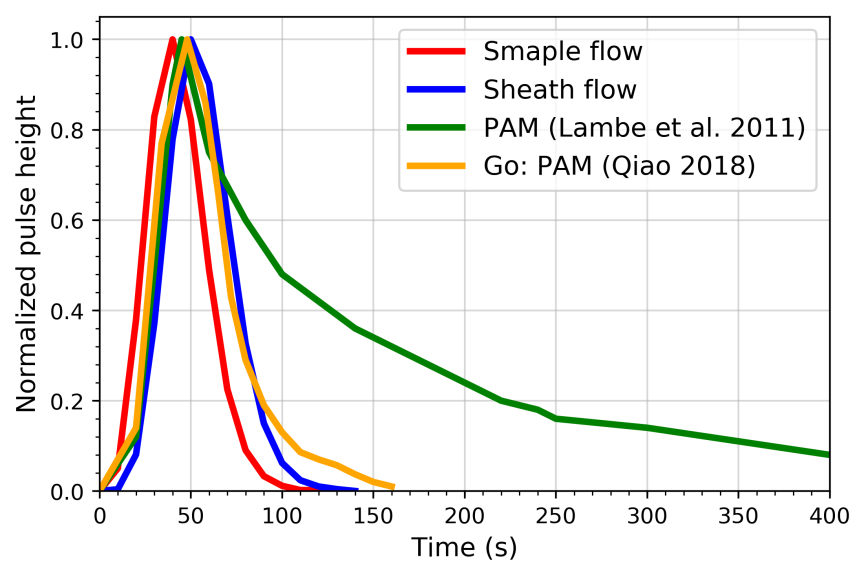 1.0
0.8
0.6
0.4
0.2
0.0
Normalized pulse height
Smaple flow
Sheath flow
PAM (Lambe et al. 2011)
Go: PAM (Qiao 2018)
0 50 100 150 200 250 300 350 400
Time (s)